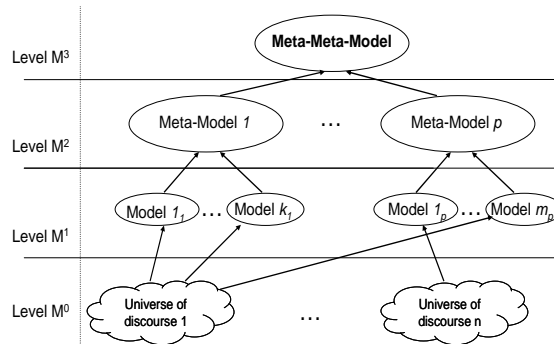 Meta-Meta-Model
Level M³
Meta-Model 1
...
Meta-Model p
Level M²
Model 1₁
...
Model k₁
Model 1ₚ
...
Model mₚ
Level M¹
Universe of
discourse 1
...
Universe of
discourse n
Level M⁰